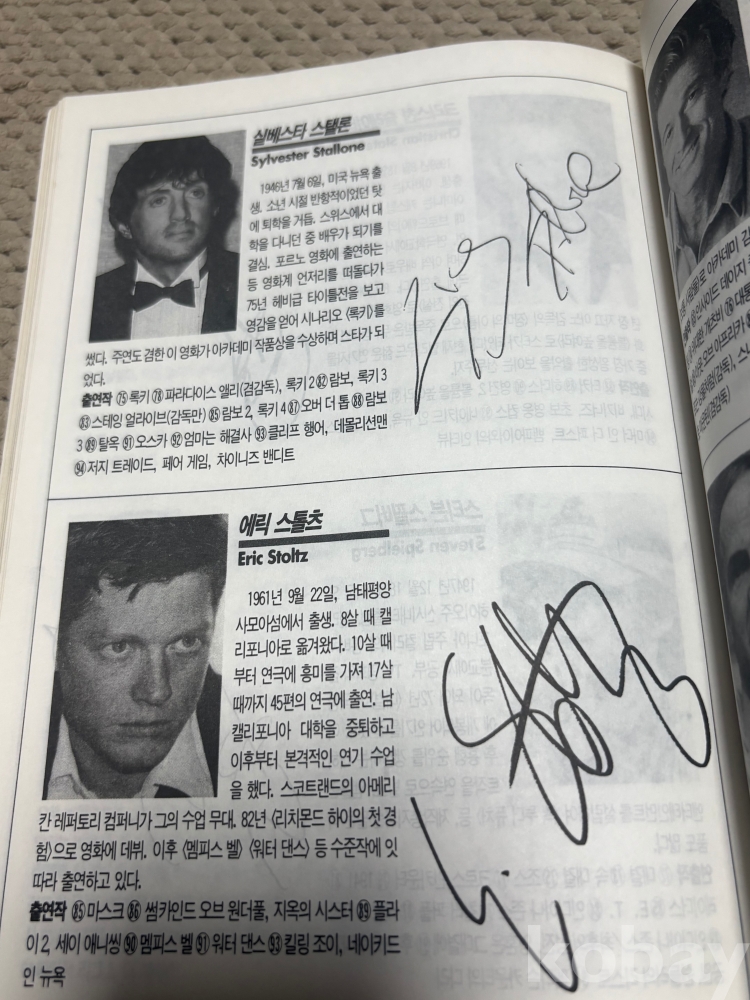 실베스타 스탤론
Sylvester Stallone
1946년 7월 6일, 미국 뉴욕 출
생. 소년 시절 반항적이었던 탓
에 퇴학을 거듭. 스위스에서 대
학을 다니던 중 배우가 되기를
결심. 포르노 영화에 출연하는
등 영화계 언저리를 떠돌다가
75년 헤비급 타이틀전을 보고
영감을 얻어 시나리오 〈록키〉를
썼다. 주연도 겸한 이 영화가 아카데미 작품상을 수상하며 스타가 되
었다.
출연작 ㉕록키 ㉘파라다이스 앨리(겸감독), 록키 2 ㉜람보, 록키 3
83스테잉 얼라이브(감독만) 85람보 2, 록키 4 87오버 더 톱 88람보
3 89탈옥 91오스카 92엄마는 해결사 93클리프 행어, 데몰리션맨
94저지 트레이드, 페어 게임, 차이니즈 밴디트
에릭 스톨츠
Eric Stoltz
1961년 9월 22일, 남태평양
사모아섬에서 출생. 8살 때 캘
리포니아로 옮겨왔다. 10살 때
부터 연극에 흥미를 가져 17살
때까지 45편의 연극에 출연. 남
캘리포니아 대학을 중퇴하고
이후부터 본격적인 연기 수업
을 했다. 스코트랜드의 아메리
칸 레퍼토리 컴퍼니가 그의 수업 무대. 82년 〈리치몬드 하이의 첫 경
험〉으로 영화에 데뷔. 이후 〈멤피스 벨〉 〈워터 댄스〉 등 수준작에 잇
따라 출연하고 있다.
출연작 85마스크 86썸카인드 오브 원더풀, 지옥의 시스터 89플라
이 2, 세이 애니씽 90멤피스 벨 91워터 댄스 93킬링 조이, 네이키드
인 뉴욕
kobay